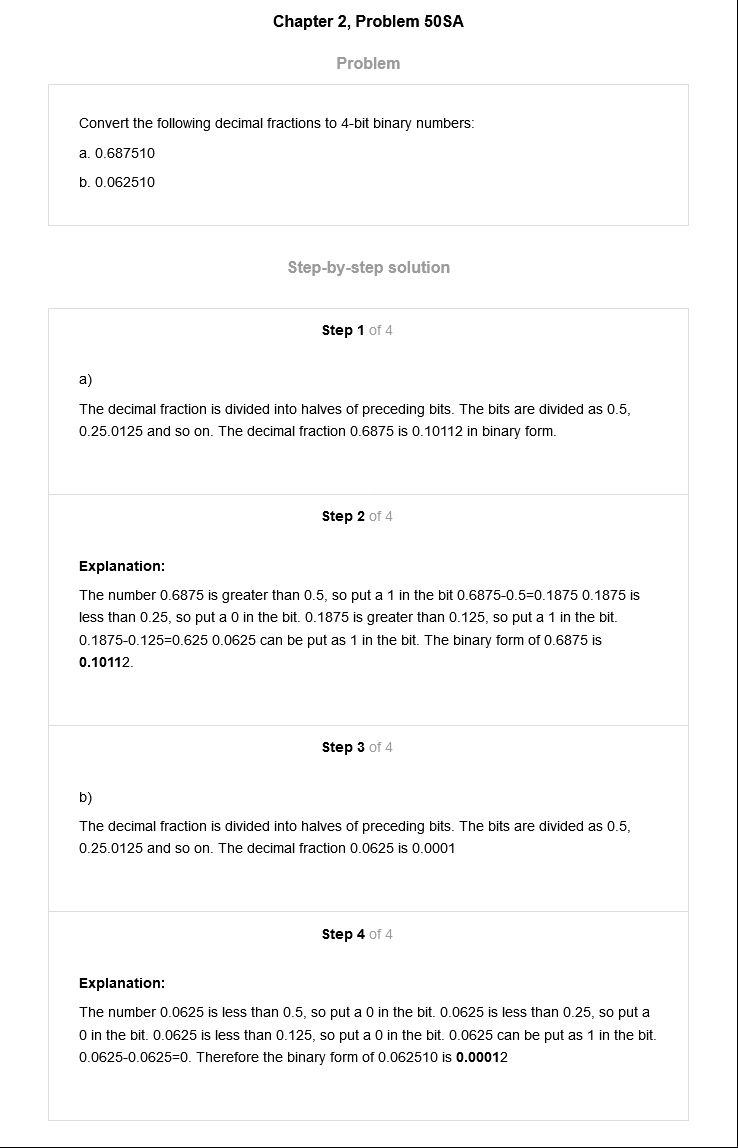 Chapter 2, Problem 50SA
Problem
Convert the following decimal fractions to 4-bit binary numbers:
a. 0.687510
b. 0.062510
Step-by-step solution
Step 1 of 4
a)
The decimal fraction is divided into halves of preceding bits. The bits are divided as 0.5,
0.25.0125 and so on. The decimal fraction 0.6875 is 0.10112 in binary form.
Step 2 of 4
Explanation:
The number 0.6875 is greater than 0.5, so put a 1 in the bit 0.6875-0.5=0.1875 0.1875 is
less than 0.25, so put a 0 in the bit. 0.1875 is greater than 0.125, so put a 1 in the bit.
0.1875-0.125=0.625 0.0625 can be put as 1 in the bit. The binary form of 0.6875 is
0.10112.
Step 3 of 4
b)
The decimal fraction is divided into halves of preceding bits. The bits are divided as 0.5,
0.25.0125 and so on. The decimal fraction 0.0625 is 0.0001
Step 4 of 4
Explanation:
The number 0.0625 is less than 0.5, so put a 0 in the bit. 0.0625 is less than 0.25, so put a
0 in the bit. 0.0625 is less than 0.125, so put a 0 in the bit. 0.0625 can be put as 1 in the bit.
0.0625-0.0625=0. Therefore the binary form of 0.062510 is 0.00012